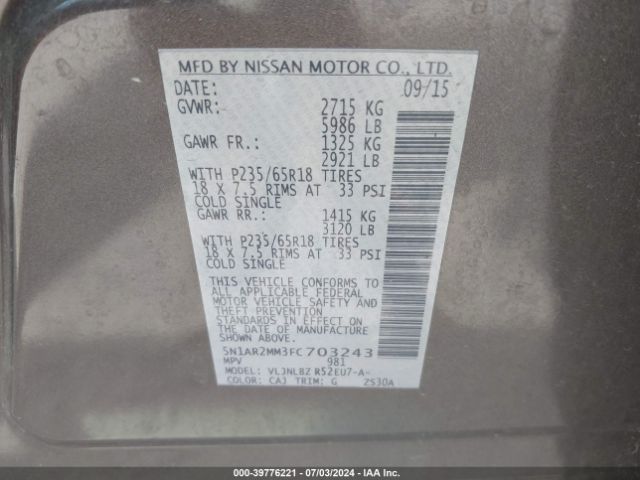 MFD BY NISSAN MOTOR CO., LTD.
DATE: 09/15
GVWR: 2715 KG
5986 LB
GAWR FR.: 1325 KG
2921 LB
WITH P235/65R18 TIRES
18 X 7.5 RIMS AT 33 PSI
COLD SINGLE
GAWR RR.: 1415 KG
3120 LB
WITH P235/65R18 TIRES
18 X 7.5 RIMS AT 33 PSI
COLD SINGLE
THIS VEHICLE CONFORMS TO
ALL APPLICABLE FEDERAL
MOTOR VEHICLE SAFETY AND
THEFT PREVENTION
STANDARDS IN EFFECT ON
THE DATE OF MANUFACTURE
SHOWN ABOVE.
5N1AR2MM3FC703243
MPV 981
MODEL: VLJNLBZ R52EU7-A-
COLOR: CAJ TRIM: G ZS30A
000-39776221 - 07/03/2024 - IAA Inc.